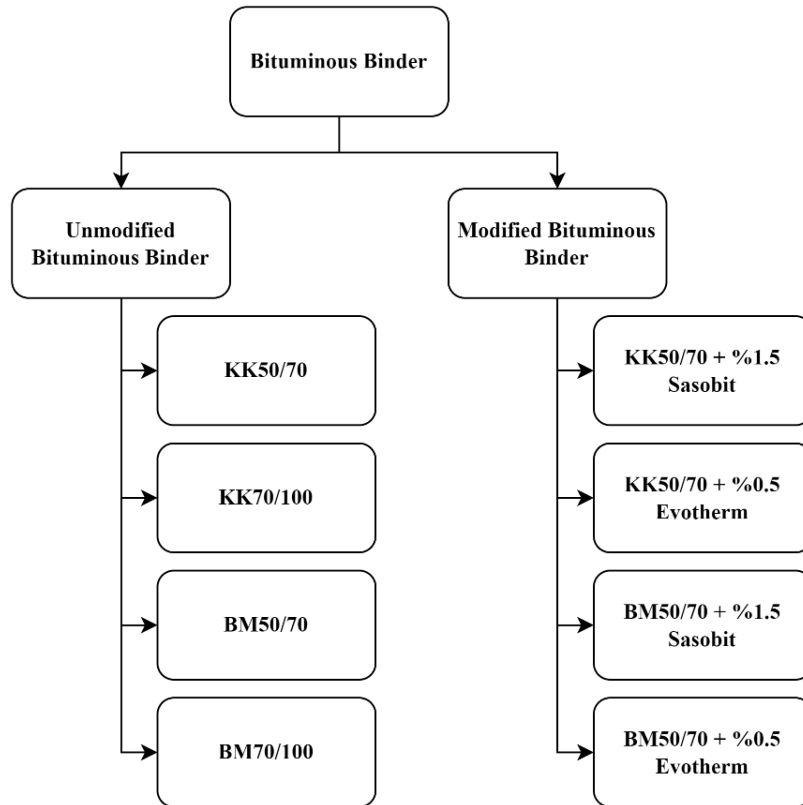 Bituminous Binder
Unmodified
Bituminous Binder
KK50/70
KK70/100
BM50/70
BM70/100
Modified Bituminous
Binder
KK50/70 + %1.5
Sasobit
KK50/70 + %0.5
Evotherm
BM50/70 + %1.5
Sasobit
BM50/70 + %0.5
Evotherm